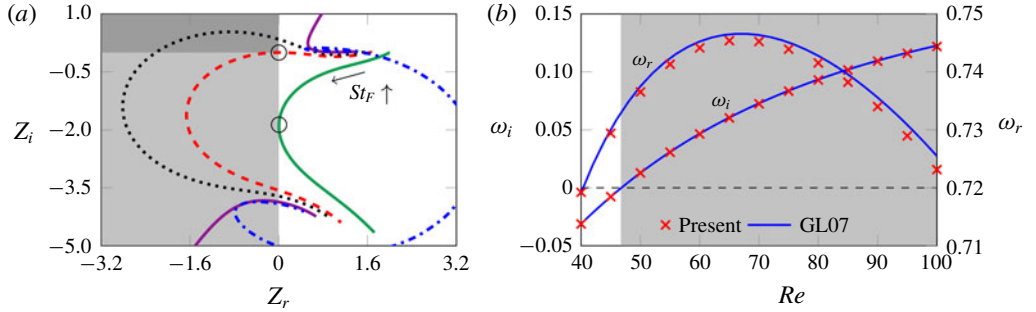 (a)
1.0
−0.5
−2.0
−3.5
−5.0
Z_i
St_F ↑
−3.2
−1.6
0
1.6
3.2
Z_r
(b)
0.15
0.10
0.05
0
−0.05
ω_i
ω_r
ω_i
× Present
GL07
0.75
0.74
0.73
0.72
0.71
ω_r
40
50
60
70
80
90
100
Re